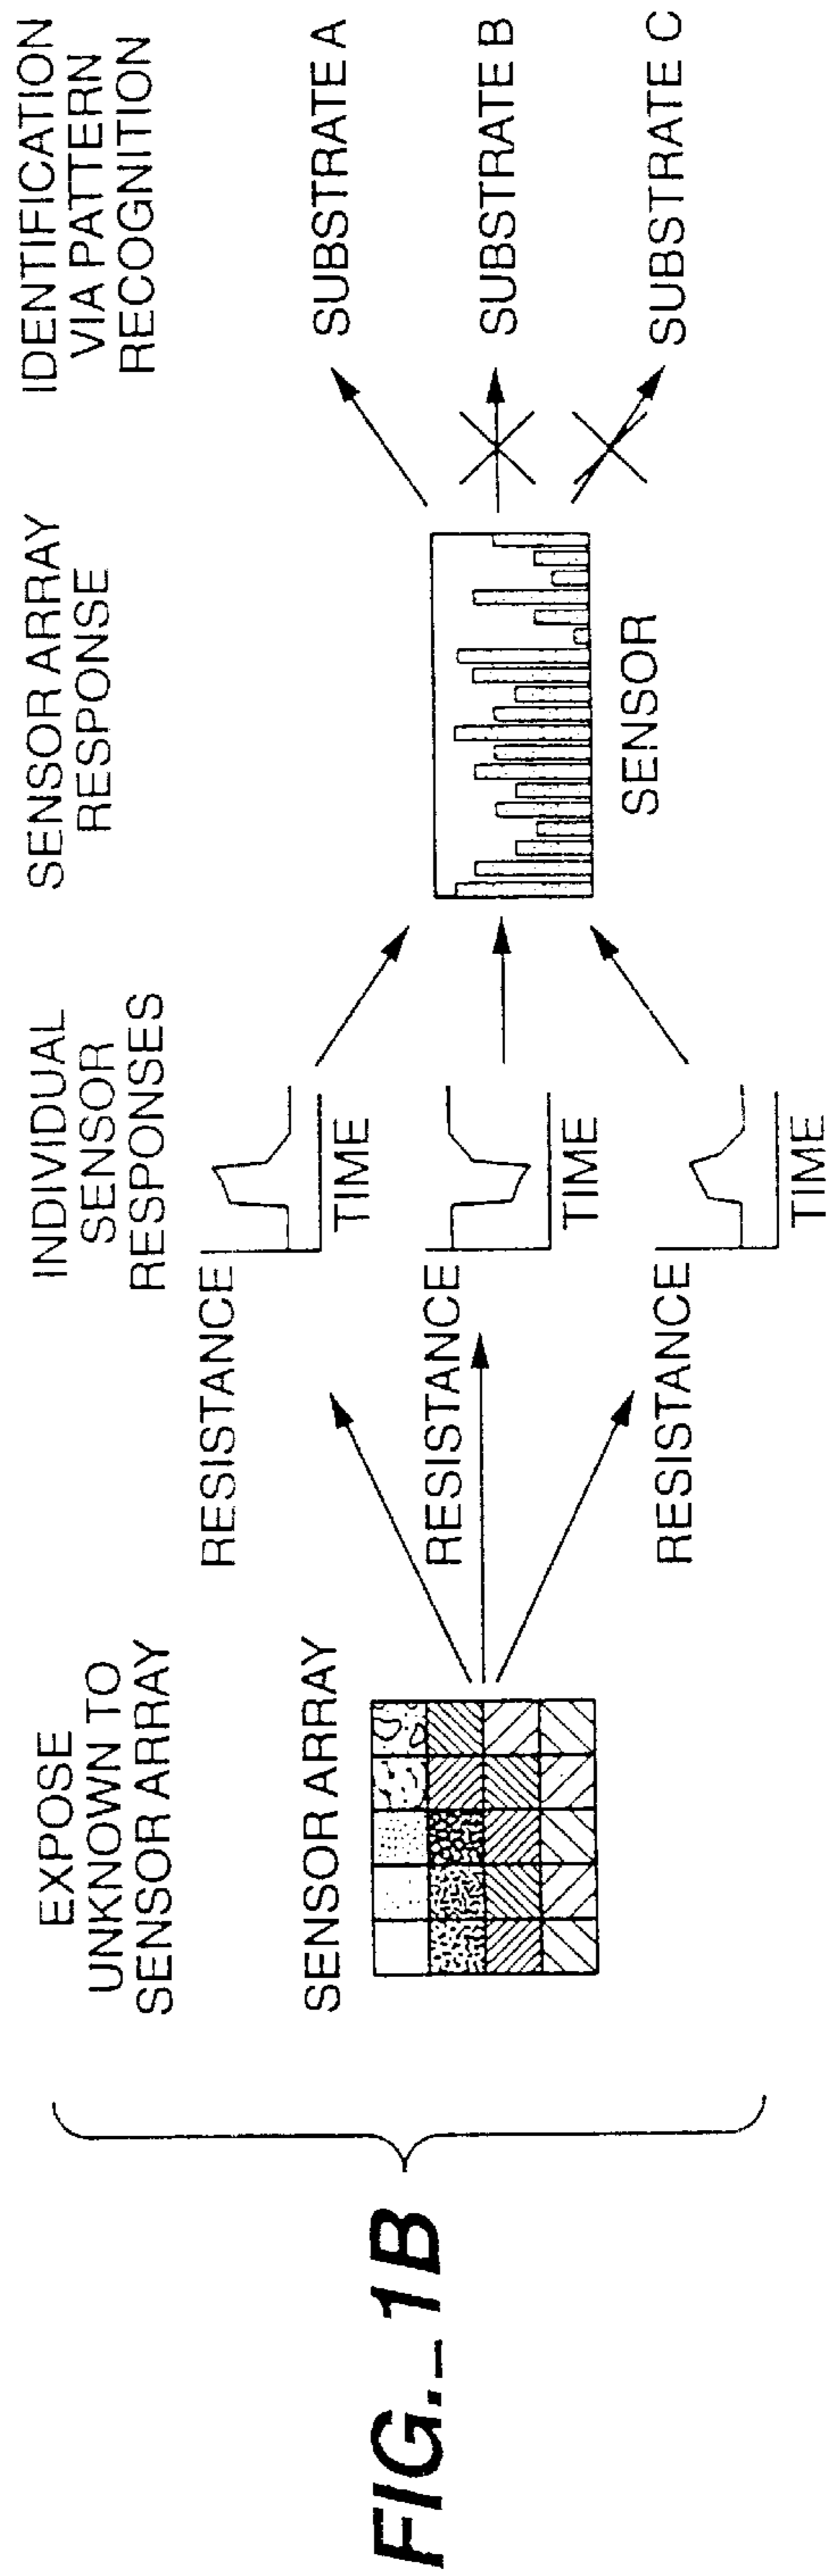 FIG._1B
EXPOSE
UNKNOWN TO
SENSOR ARRAY
SENSOR ARRAY
INDIVIDUAL
SENSOR
RESPONSES
RESISTANCE
TIME
RESISTANCE
TIME
RESISTANCE
TIME
SENSOR ARRAY
RESPONSE
SENSOR
IDENTIFICATION
VIA PATTERN
RECOGNITION
SUBSTRATE A
SUBSTRATE B
SUBSTRATE C